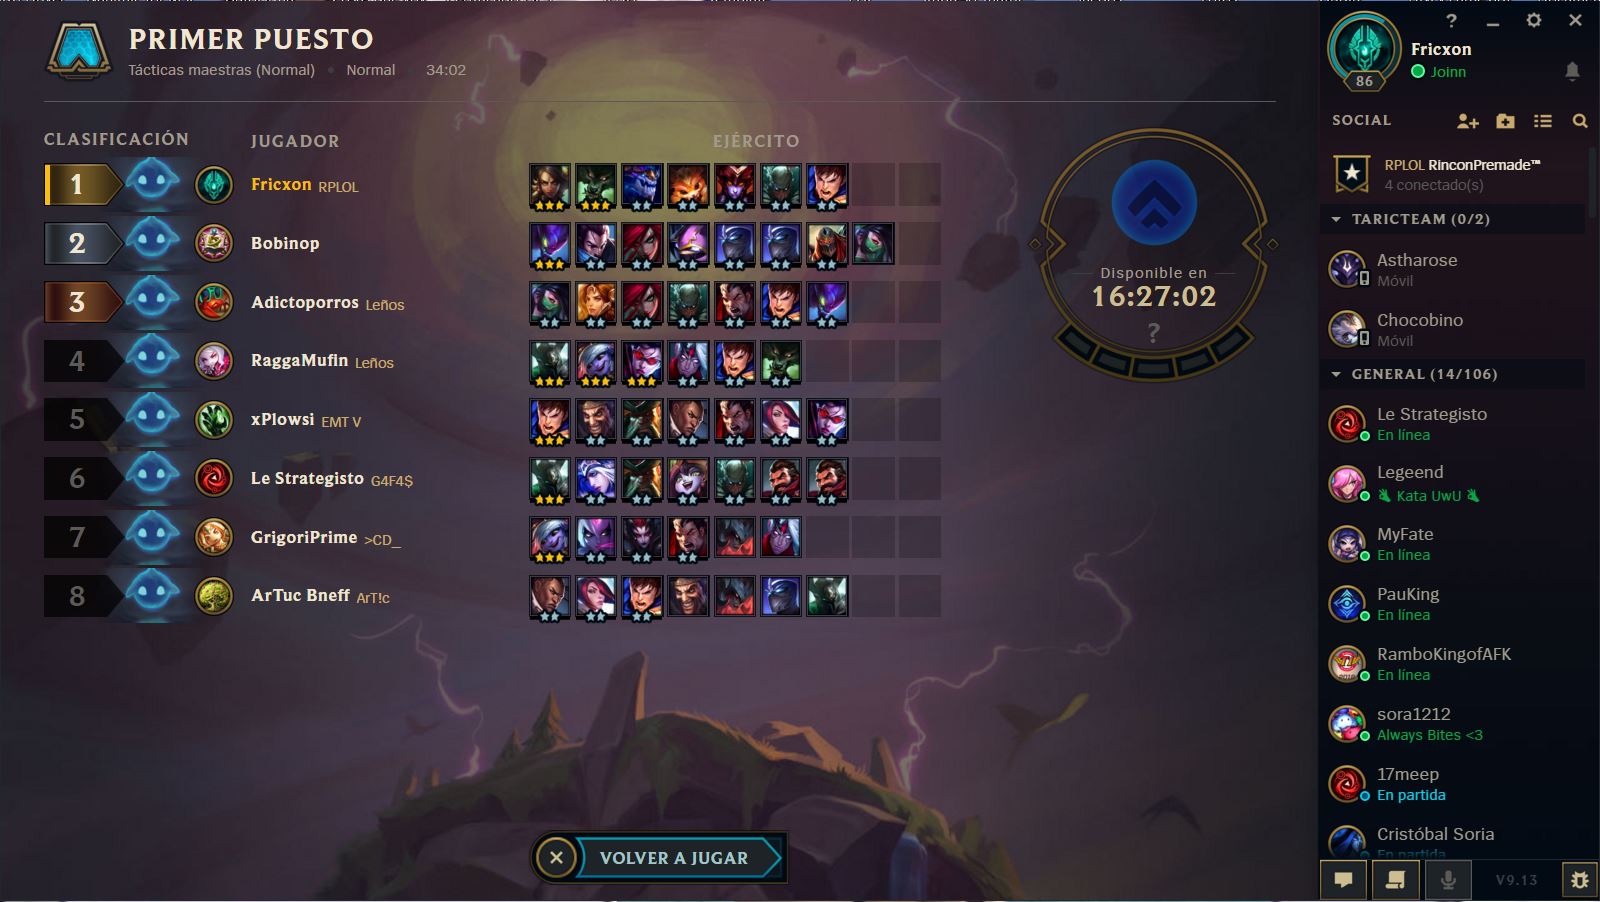 PRIMER PUESTO
Tácticas maestras (Normal) • Normal • 34:02
CLASIFICACIÓN JUGADOR EJÉRCITO
1 Fricxon RPLOL
2 Bobinop
3 Adictoporros Leños
4 RaggaMufin Leños
5 xPlowsi EMT V
6 Le Strategisto G4F4$
7 GrigoriPrime >CD_
8 ArTuc Bneff ArT!c
Disponible en
16:27:02
?
VOLVER A JUGAR
?
Fricxon
Joinn
86
SOCIAL
RPLOL RinconPremade™
4 conectado(s)
TARICTEAM (0/2)
Astharose
Móvil
Chocobino
Móvil
GENERAL (14/106)
Le Strategisto
En línea
Legeend
Kata UwU
MyFate
En línea
PauKing
En línea
RamboKingofAFK
En línea
sora1212
Always Bites <3
17meep
En partida
Cristóbal Soria
En partida
V9.13